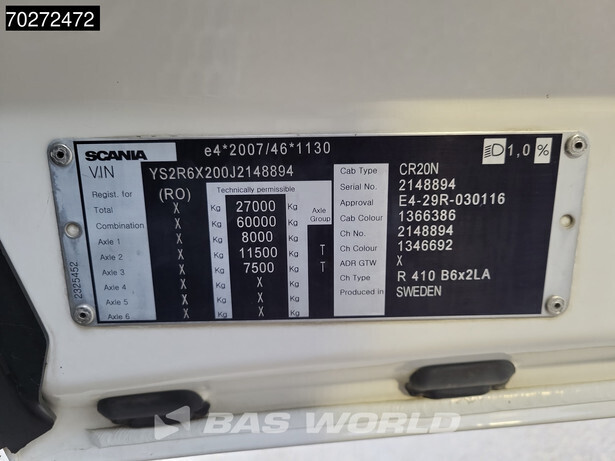 70272472
SCANIA e4*2007/46*1130 1,0 %
V.I.N YS2R6X200J2148894 Cab Type CR20N
Regist. for (RO) Technically permissible Serial No. 2148894
Total X Kg 27000 Kg Axle Group Approval E4-29R-030116
Combination X Kg 60000 Kg Cab Colour 1366386
Axle 1 X Kg 8000 Kg Ch No. 2148894
Axle 2 X Kg 11500 Kg T Ch Colour 1346692
Axle 3 X Kg 7500 Kg T ADR GTW X
Axle 4 X Kg X Kg Ch Type R 410 B6x2LA
Axle 5 X Kg X Kg Produced in SWEDEN
Axle 6 X Kg X Kg
2325452
BAS WORLD